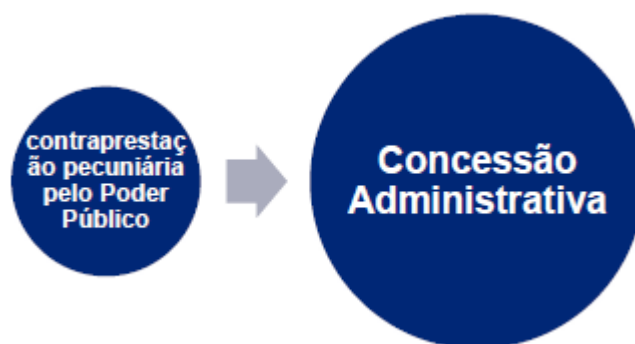 contraprestaç
ão pecuniária
pelo Poder
Público
Concessão
Administrativa